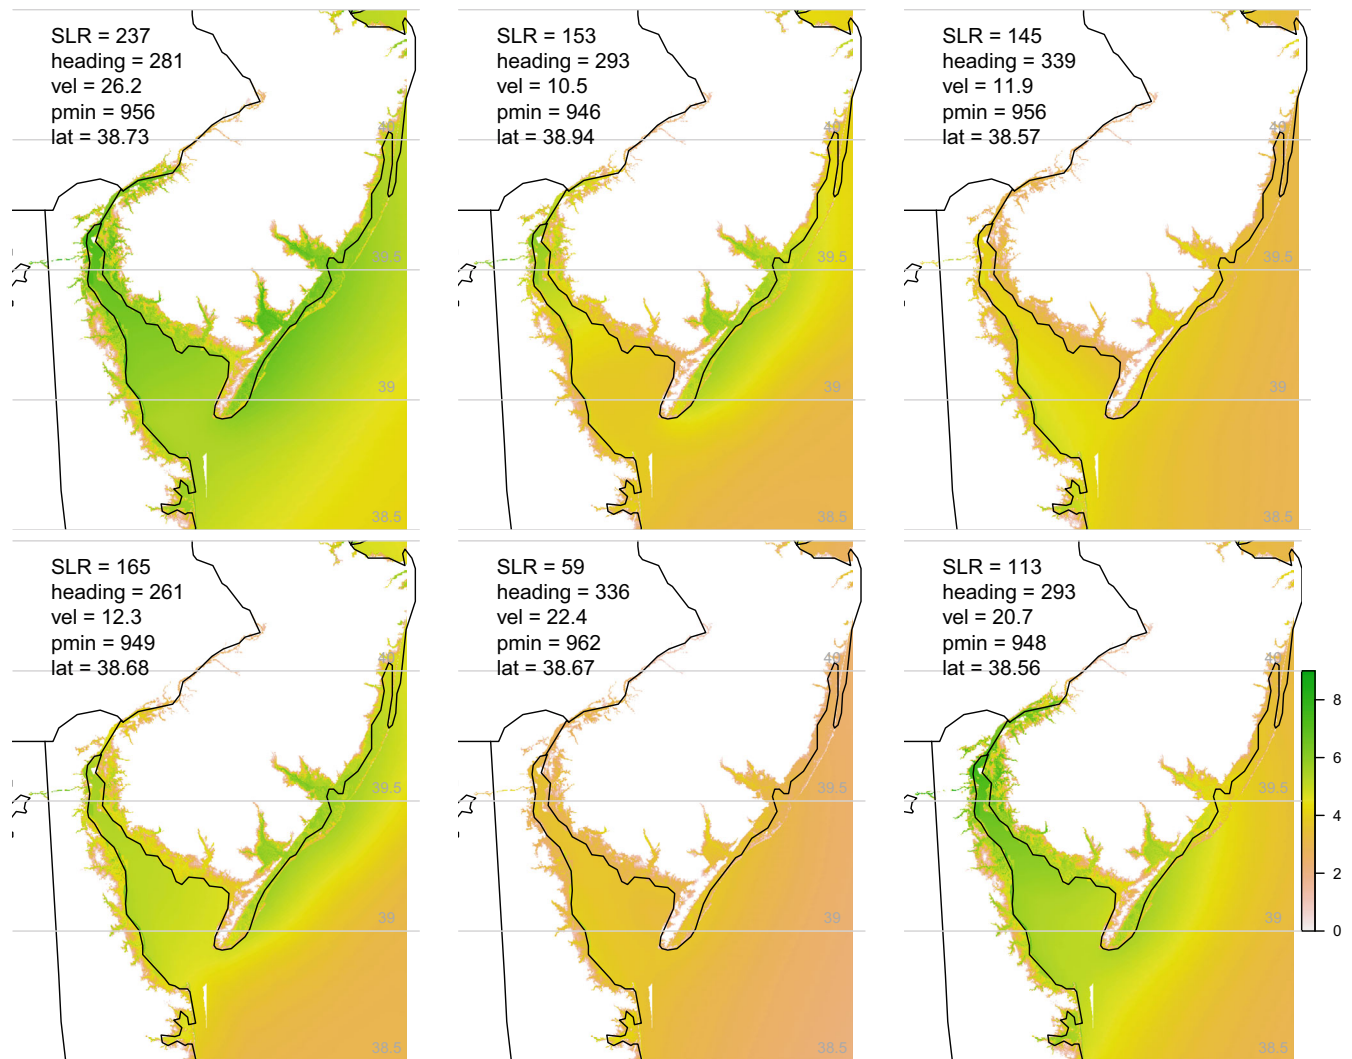 SLR = 237
heading = 281
vel = 26.2
pmin = 956
lat = 38.73
40
39.5
39
38.5
SLR = 153
heading = 293
vel = 10.5
pmin = 946
lat = 38.94
40
39.5
39
38.5
SLR = 145
heading = 339
vel = 11.9
pmin = 956
lat = 38.57
40
39.5
39
38.5
SLR = 165
heading = 261
vel = 12.3
pmin = 949
lat = 38.68
40
39.5
39
38.5
SLR = 59
heading = 336
vel = 22.4
pmin = 962
lat = 38.67
40
39.5
39
38.5
SLR = 113
heading = 293
vel = 20.7
pmin = 948
lat = 38.56
40
39.5
39
38.5
8
6
4
2
0